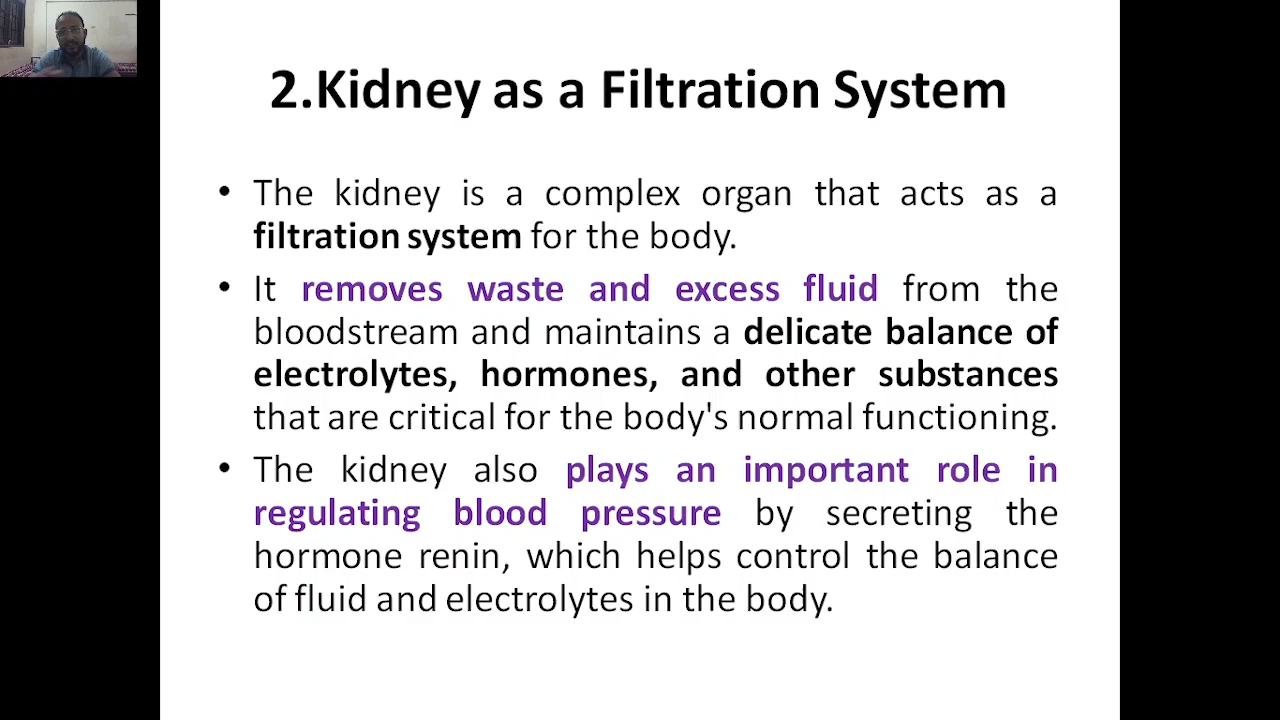 2.Kidney as a Filtration System
• The kidney is a complex organ that acts as a
filtration system for the body.
• It removes waste and excess fluid from the
bloodstream and maintains a delicate balance of
electrolytes, hormones, and other substances
that are critical for the body's normal functioning.
• The kidney also plays an important role in
regulating blood pressure by secreting the
hormone renin, which helps control the balance
of fluid and electrolytes in the body.